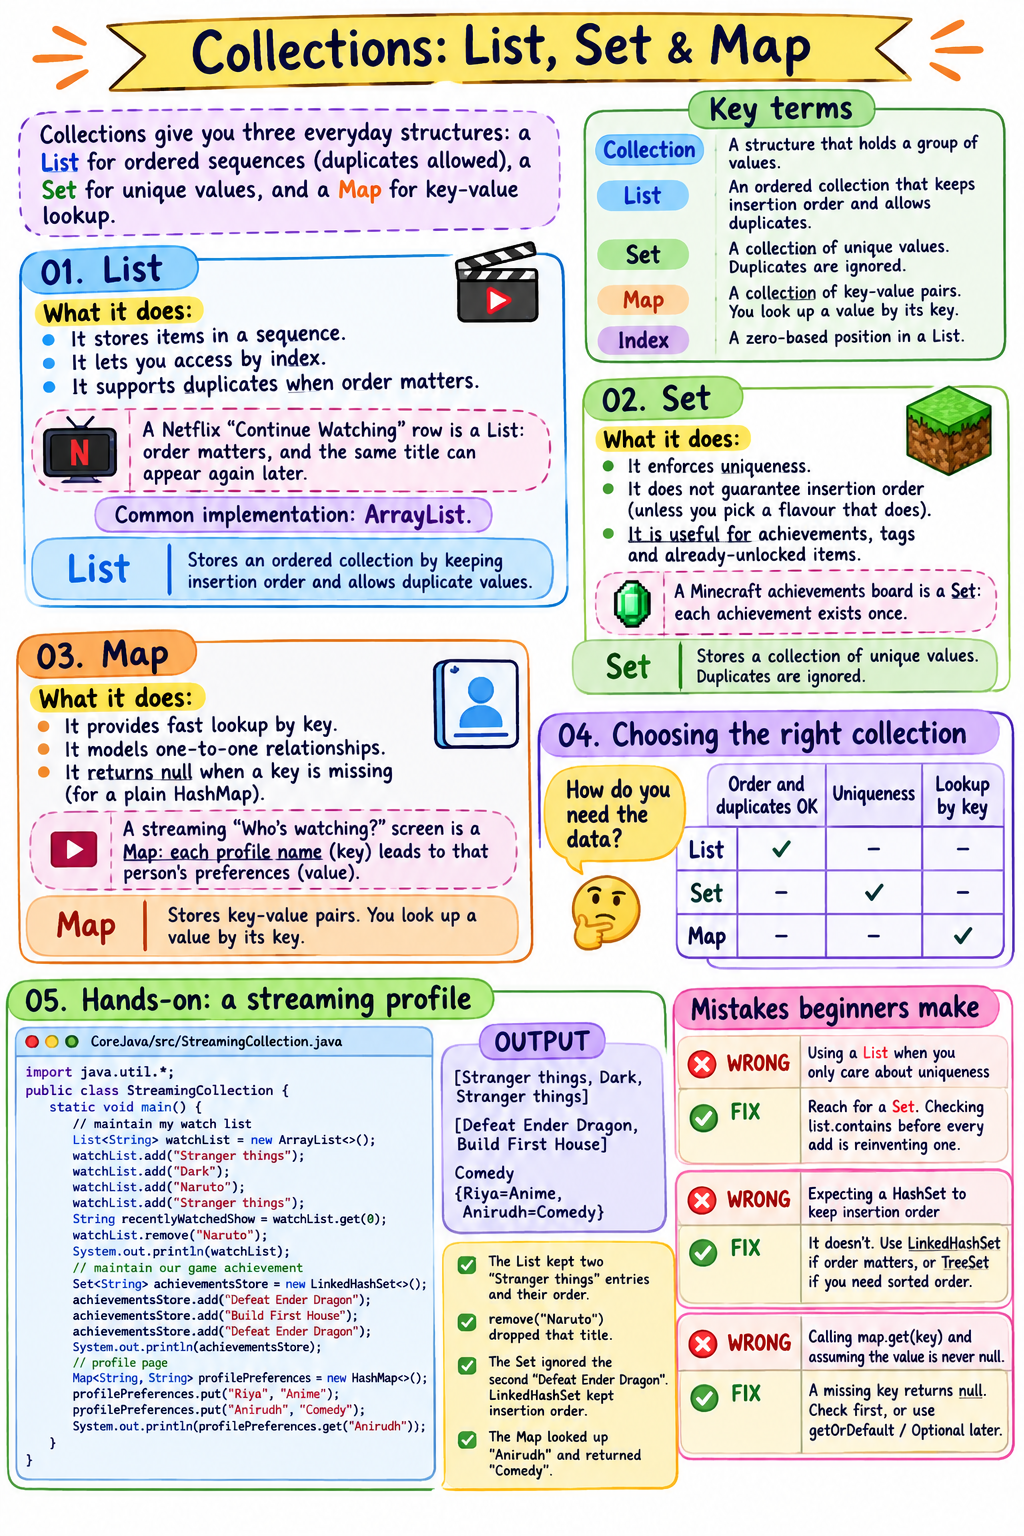 Collections: List, Set & Map
Collections give you three everyday structures: a
List for ordered sequences (duplicates allowed), a
Set for unique values, and a Map for key-value
lookup.
Key terms
Collection
A structure that holds a group of
values.
List
An ordered collection that keeps
insertion order and allows
duplicates.
Set
A collection of unique values.
Duplicates are ignored.
Map
A collection of key-value pairs.
You look up a value by its key.
Index
A zero-based position in a List.
01. List
What it does:
It stores items in a sequence.
It lets you access by index.
It supports duplicates when order matters.
N
A Netflix "Continue Watching" row is a List:
order matters, and the same title can
appear again later.
Common implementation: ArrayList.
List
Stores an ordered collection by keeping
insertion order and allows duplicate values.
02. Set
What it does:
It enforces uniqueness.
It does not guarantee insertion order
(unless you pick a flavour that does).
It is useful for achievements, tags
and already-unlocked items.
A Minecraft achievements board is a Set:
each achievement exists once.
Set
Stores a collection of unique values.
Duplicates are ignored.
03. Map
What it does:
It provides fast lookup by key.
It models one-to-one relationships.
It returns null when a key is missing
(for a plain HashMap).
A streaming "Who's watching?" screen is a
Map: each profile name (key) leads to that
person's preferences (value).
Map
Stores key-value pairs. You look up a
value by its key.
04. Choosing the right collection
How do you
need the
data?
Order and
duplicates OK
Uniqueness
Lookup
by key
List ✓ – –
Set – ✓ –
Map – – ✓
05. Hands-on: a streaming profile
CoreJava/src/StreamingCollection.java
import java.util.*;
public class StreamingCollection {
static void main() {
// maintain my watch list
List<String> watchList = new ArrayList<>();
watchList.add("Stranger things");
watchList.add("Dark");
watchList.add("Naruto");
watchList.add("Stranger things");
String recentlyWatchedShow = watchList.get(0);
watchList.remove("Naruto");
System.out.println(watchList);
// maintain our game achievement
Set<String> achievementsStore = new LinkedHashSet<>();
achievementsStore.add("Defeat Ender Dragon");
achievementsStore.add("Build First House");
achievementsStore.add("Defeat Ender Dragon");
System.out.println(achievementsStore);
// profile page
Map<String, String> profilePreferences = new HashMap<>();
profilePreferences.put("Riya", "Anime");
profilePreferences.put("Anirudh", "Comedy");
System.out.println(profilePreferences.get("Anirudh"));
}
}
OUTPUT
[Stranger things, Dark,
Stranger things]
[Defeat Ender Dragon,
Build First House]
Comedy
{Riya=Anime,
Anirudh=Comedy}
The List kept two
"Stranger things" entries
and their order.
remove("Naruto")
dropped that title.
The Set ignored the
second "Defeat Ender Dragon".
LinkedHashSet kept
insertion order.
The Map looked up
"Anirudh" and returned
"Comedy".
Mistakes beginners make
WRONG
Using a List when you
only care about uniqueness
FIX
Reach for a Set. Checking
list.contains before every
add is reinventing one.
WRONG
Expecting a HashSet to
keep insertion order
FIX
It doesn't. Use LinkedHashSet
if order matters, or TreeSet
if you need sorted order.
WRONG
Calling map.get(key) and
assuming the value is never null.
FIX
A missing key returns null.
Check first, or use
getOrDefault / Optional later.